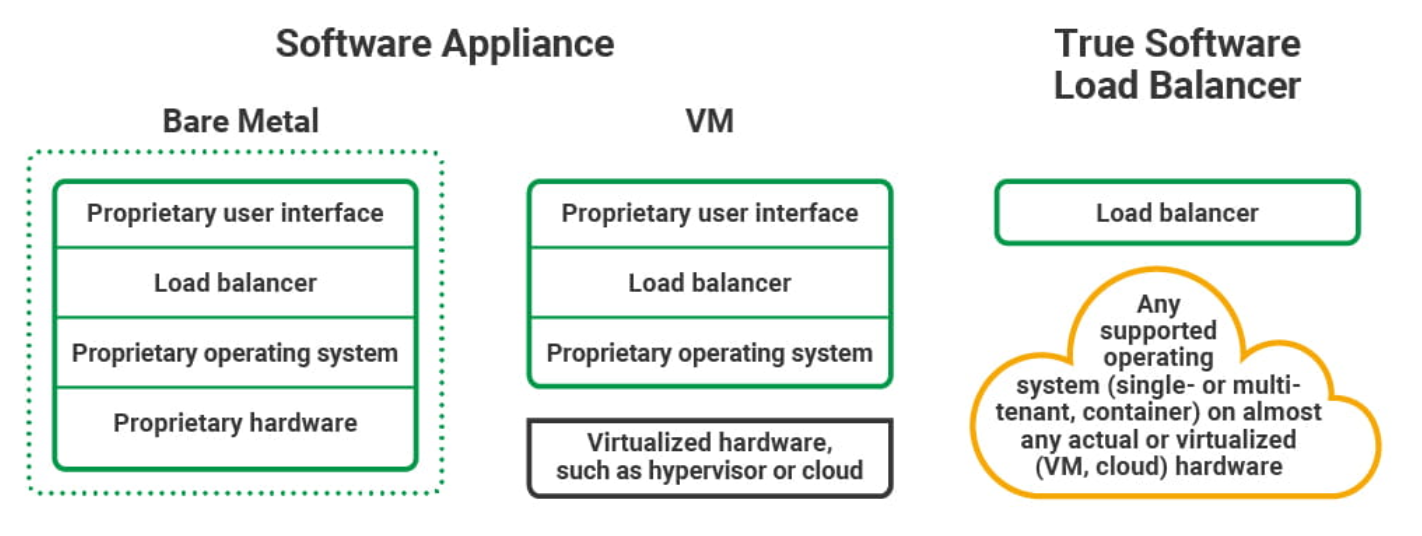 Software Appliance
Bare Metal
Proprietary user interface
Load balancer
Proprietary operating system
Proprietary hardware
VM
Proprietary user interface
Load balancer
Proprietary operating system
Virtualized hardware,
such as hypervisor or cloud
True Software
Load Balancer
Load balancer
Any
supported
operating
system (single- or multi-
tenant, container) on almost
any actual or virtualized
(VM, cloud) hardware